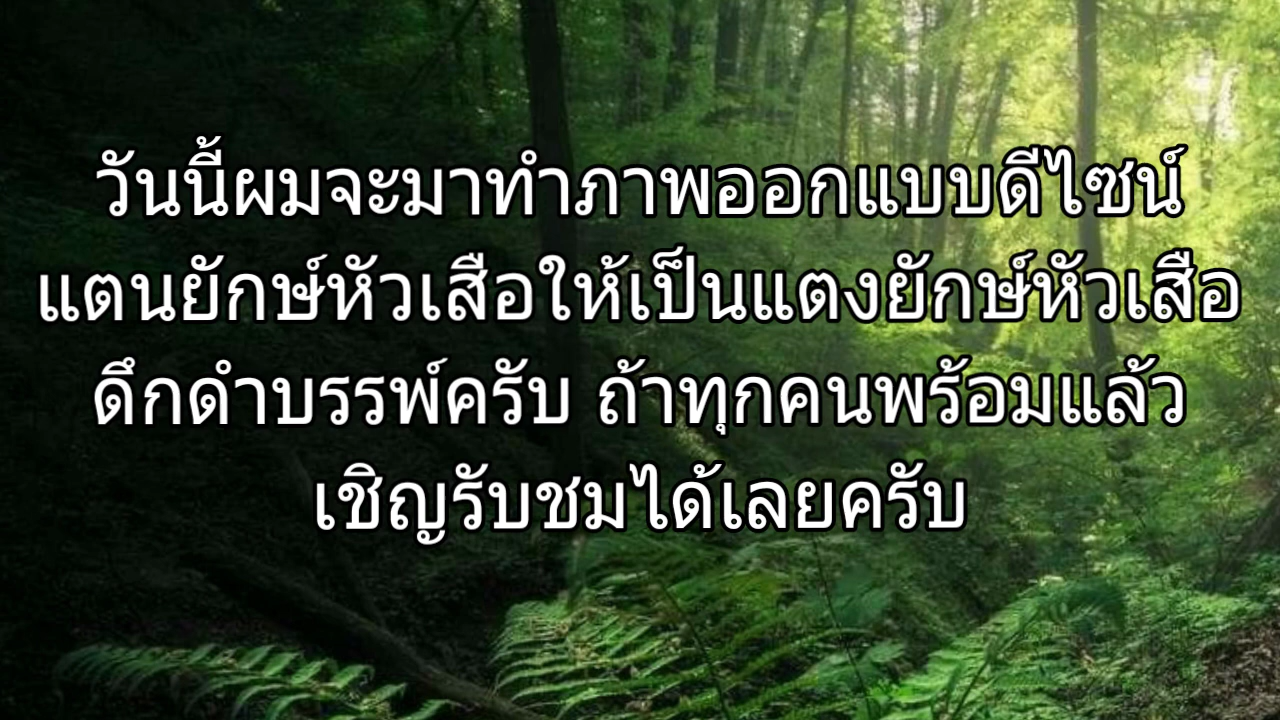 วันนี้ผมจะมาทำภาพออกแบบดีไซน์
แตนยักษ์หัวเสือให้เป็นแตงยักษ์หัวเสือ
ดึกดำบรรพ์ครับ ถ้าทุกคนพร้อมแล้ว
เชิญรับชมได้เลยครับ